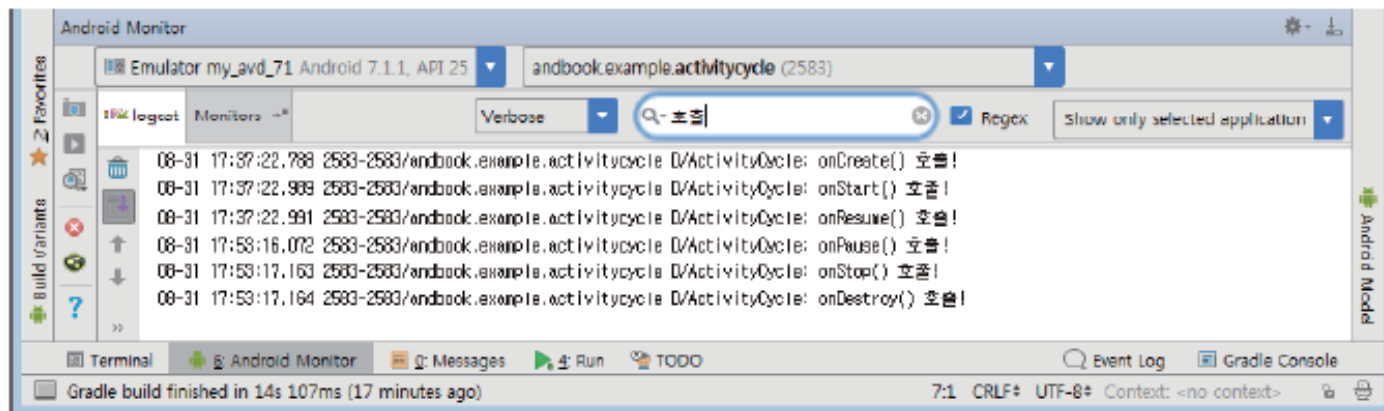 Android Monitor
Emulator my_avd_71 Android 7.1.1, API 25
andbook.example.activitycycle (2583)
logcat
Monitors
Verbose
호출
Regex
Show only selected application
08-31 17:37:22.788 2583-2583/andbook.example.activitycycle D/ActivityCycle: onCreate() 호출!
08-31 17:37:22.989 2583-2583/andbook.example.activitycycle D/ActivityCycle: onStart() 호출!
08-31 17:37:22.991 2583-2583/andbook.example.activitycycle D/ActivityCycle: onResume() 호출!
08-31 17:53:16.072 2583-2583/andbook.example.activitycycle D/ActivityCycle: onPause() 호출!
08-31 17:53:17.163 2583-2583/andbook.example.activitycycle D/ActivityCycle: onStop() 호출!
08-31 17:53:17.164 2583-2583/andbook.example.activitycycle D/ActivityCycle: onDestroy() 호출!
2: Favorites
Build Variants
Android Model
Terminal
6: Android Monitor
0: Messages
4: Run
TODO
Event Log
Gradle Console
Gradle build finished in 14s 107ms (17 minutes ago)
7:1 CRLF UTF-8 Context: <no context>